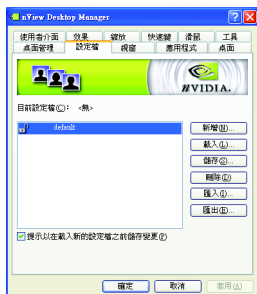 nView Desktop Manager
使用者介面 效果 縮放 快速鍵 滑鼠 工具
桌面管理 設定檔 視窗 應用程式 桌面
NVIDIA.
目前設定檔(C): <無>
default
新增(N)...
載入(L)...
儲存(S)...
刪除(D)
匯入(I)...
匯出(E)...
提示以在載入新的設定檔之前儲存變更(P)
確定 取消 套用(A)